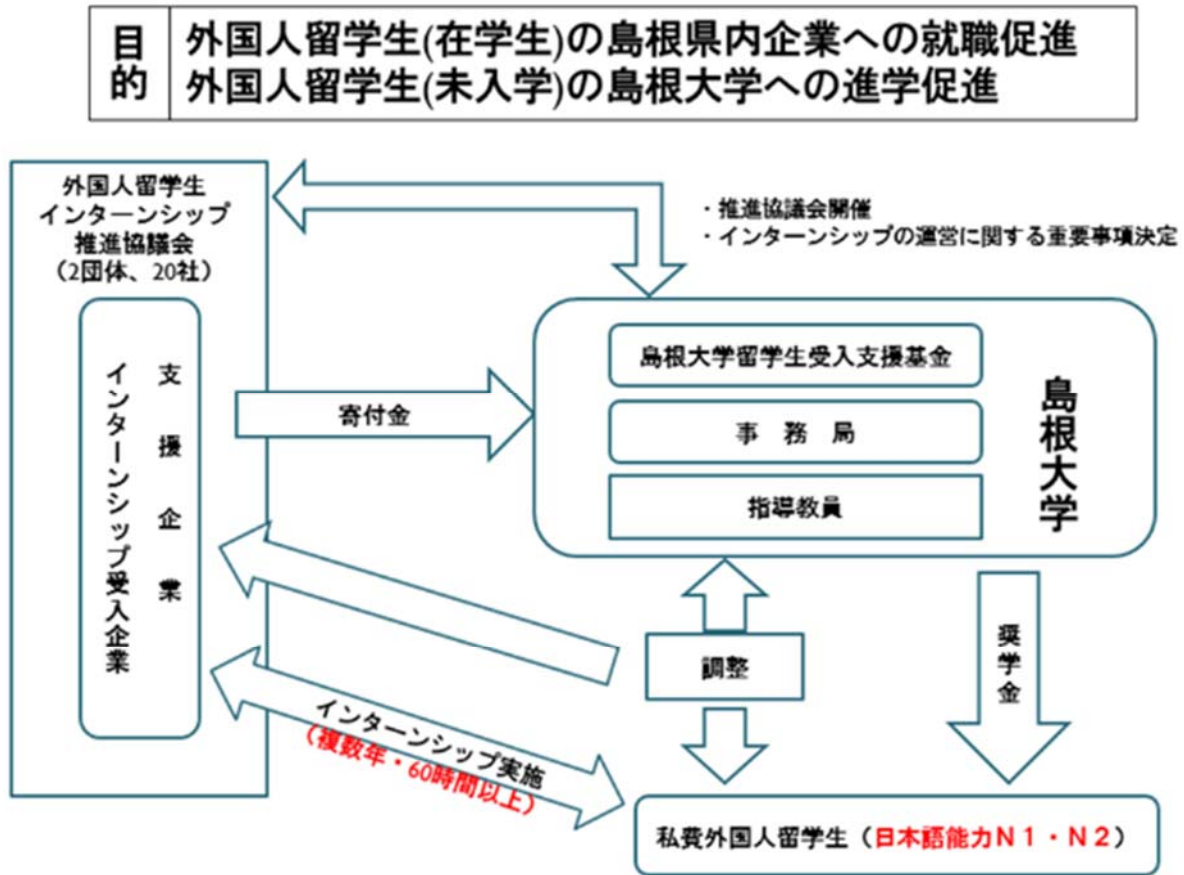 目的
外国人留学生(在学生)の島根県内企業への就職促進
外国人留学生(未入学)の島根大学への進学促進
外国人留学生
インターンシップ
推進協議会
（2団体、20社）
・推進協議会開催
・インターンシップの運営に関する重要事項決定
支援企業
インターンシップ受入企業
寄付金
島根大学留学生受入支援基金
事　務　局
指導教員
島根大学
調整
奨学金
インターンシップ実施
（複数年・60時間以上）
私費外国人留学生（日本語能力Ｎ１・Ｎ２）